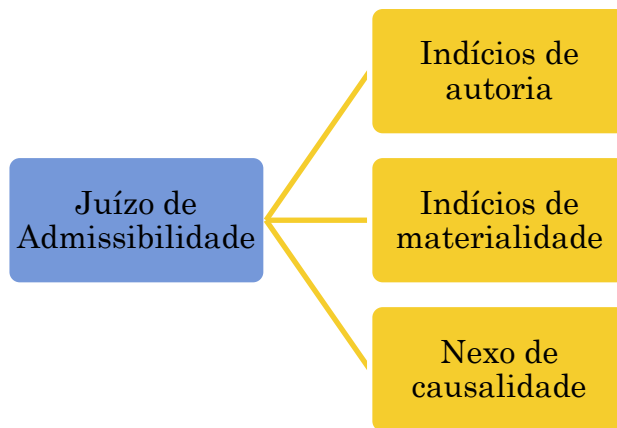 Indícios de
autoria
Juízo de
Admissibilidade
Indícios de
materialidade
Nexo de
causalidade